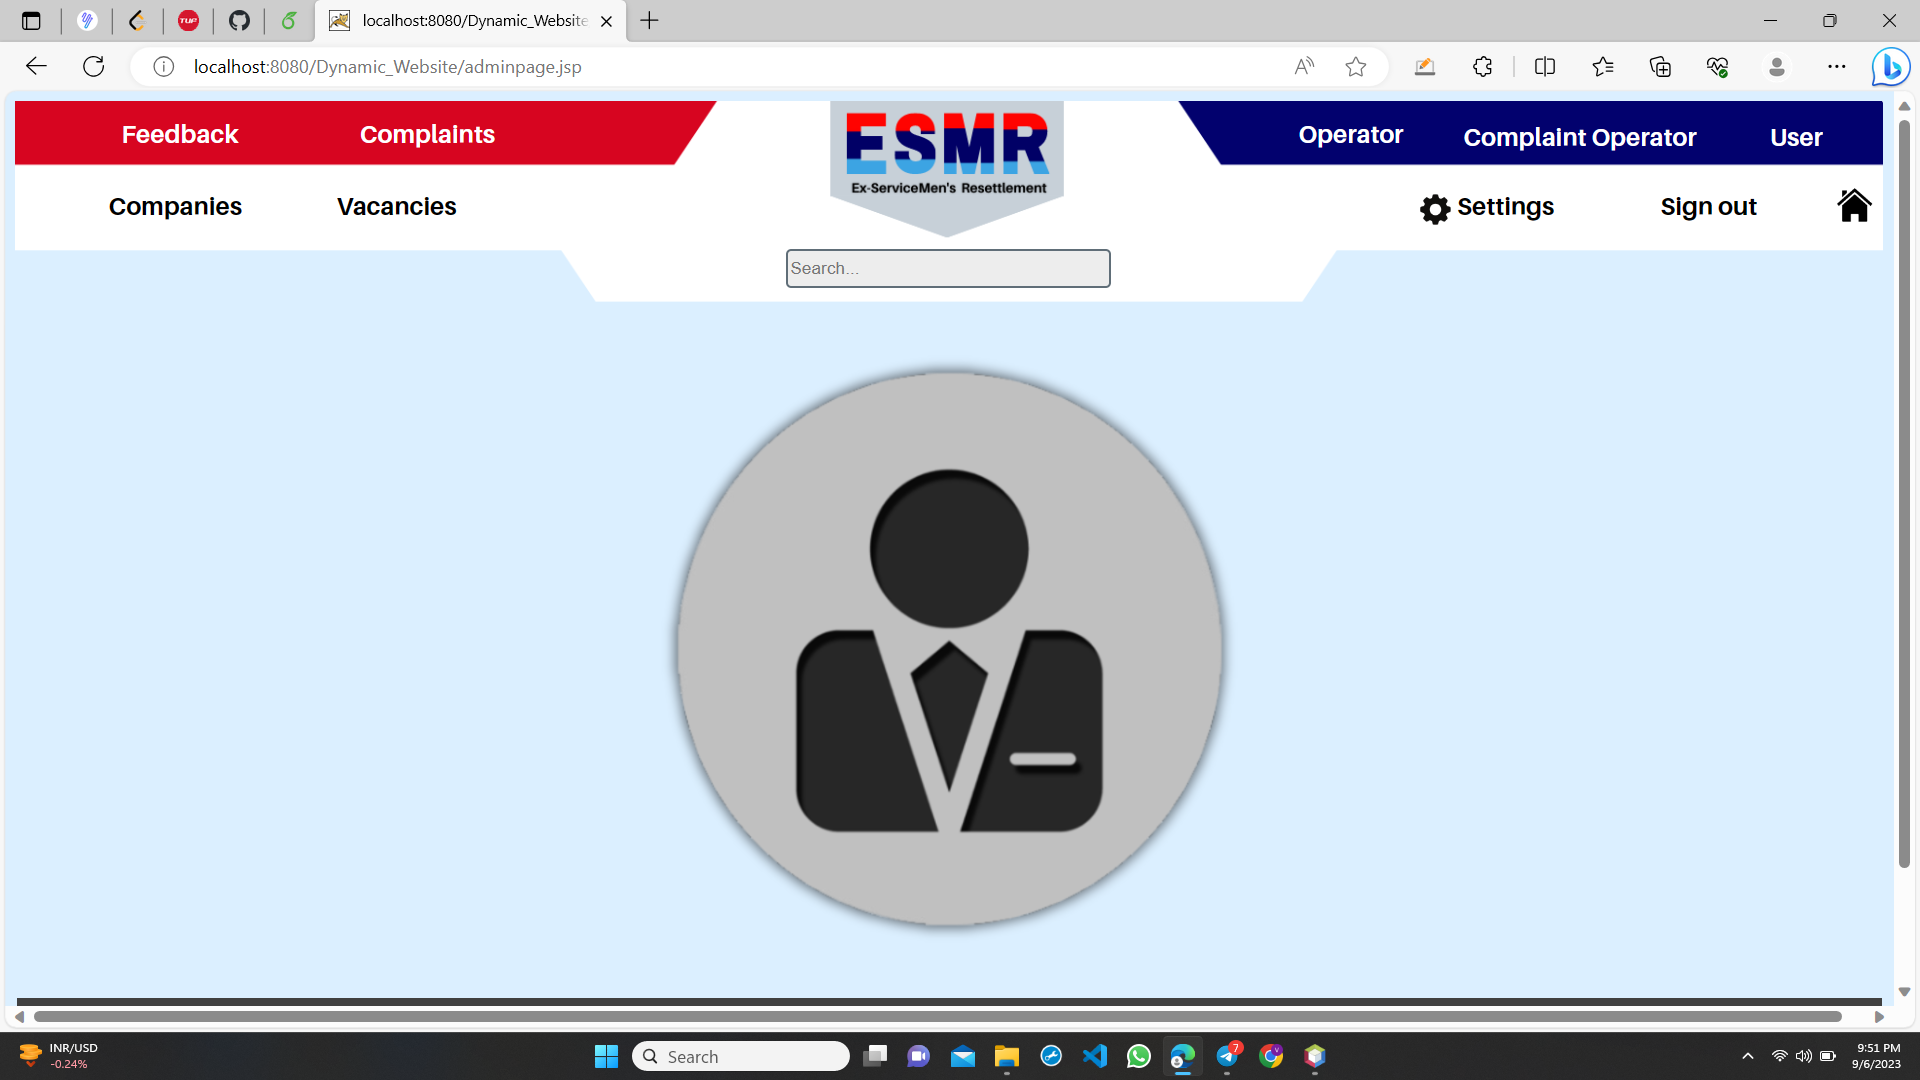 TUF
localhost:8080/Dynamic_Website
localhost:8080/Dynamic_Website/adminpage.jsp
Feedback
Complaints
ESMR
Ex-ServiceMen's Resettlement
Operator
Complaint Operator
User
Companies
Vacancies
Settings
Sign out
Search...
INR/USD
-0.24%
Search
7
V
9:51 PM
9/6/2023